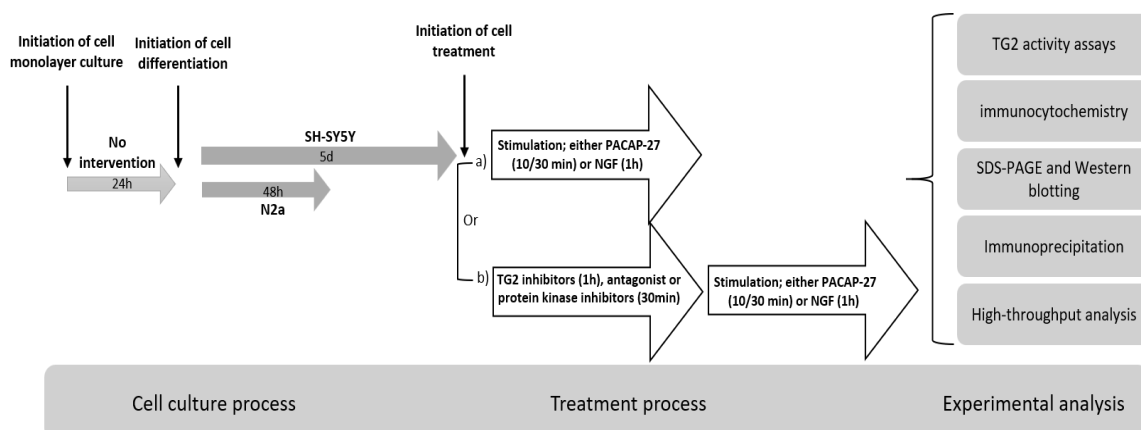 Initiation of cell
monolayer culture
Initiation of cell
differentiation
Initiation of cell
treatment
No
intervention
24h
SH-SY5Y
5d
48h
N2a
a)
Stimulation; either PACAP-27
(10/30 min) or NGF (1h)
Or
b)
TG2 inhibitors (1h), antagonist or
protein kinase inhibitors (30min)
Stimulation; either PACAP-27
(10/30 min) or NGF (1h)
TG2 activity assays
immunocytochemistry
SDS-PAGE and Western
blotting
Immunoprecipitation
High-throughput analysis
Cell culture process
Treatment process
Experimental analysis